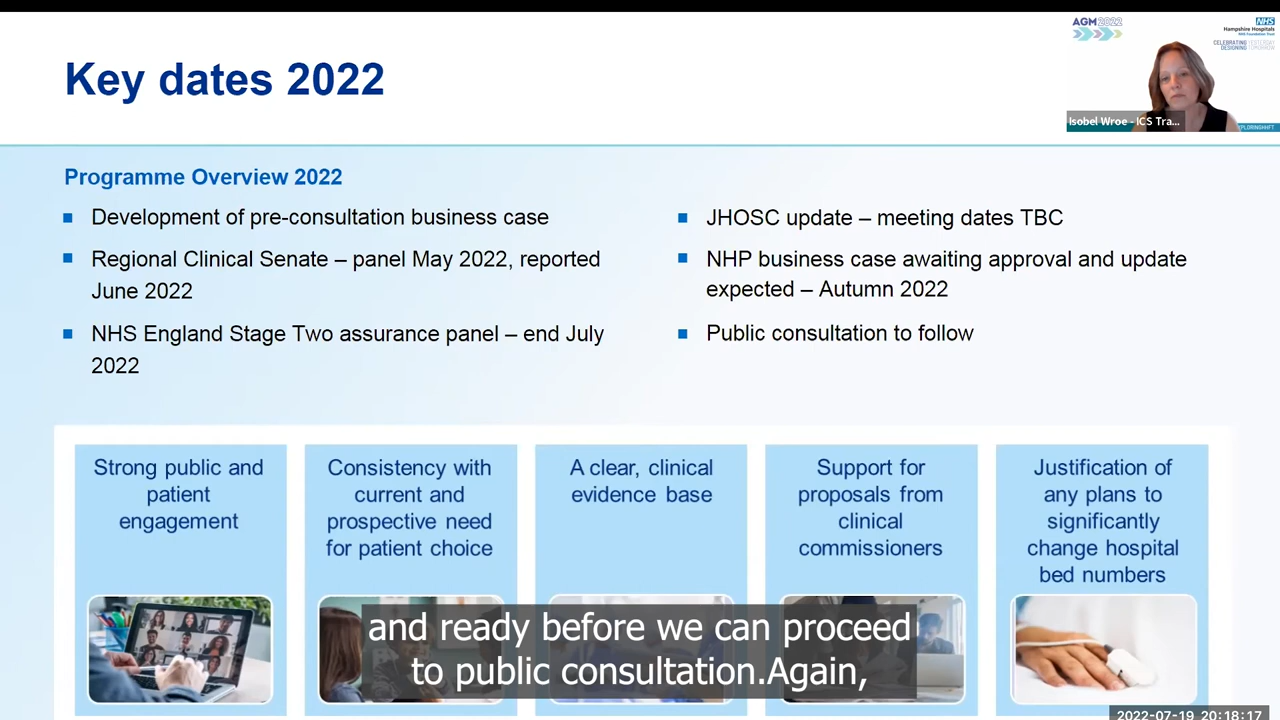 AGM2022
NHS
Hampshire Hospitals
NHS Foundation Trust
Key dates 2022
Isobel Wroe - ICS Tra...
Programme Overview 2022
Development of pre-consultation business case
Regional Clinical Senate – panel May 2022, reported
June 2022
NHS England Stage Two assurance panel – end July
2022
JHOSC update – meeting dates TBC
NHP business case awaiting approval and update
expected – Autumn 2022
Public consultation to follow
Strong public and
patient
engagement
Consistency with
current and
prospective need
for patient choice
A clear, clinical
evidence base
Support for
proposals from
clinical
commissioners
Justification of
any plans to
significantly
change hospital
bed numbers
and ready before we can proceed
to public consultation.Again,
2022-07-19 20:18:17